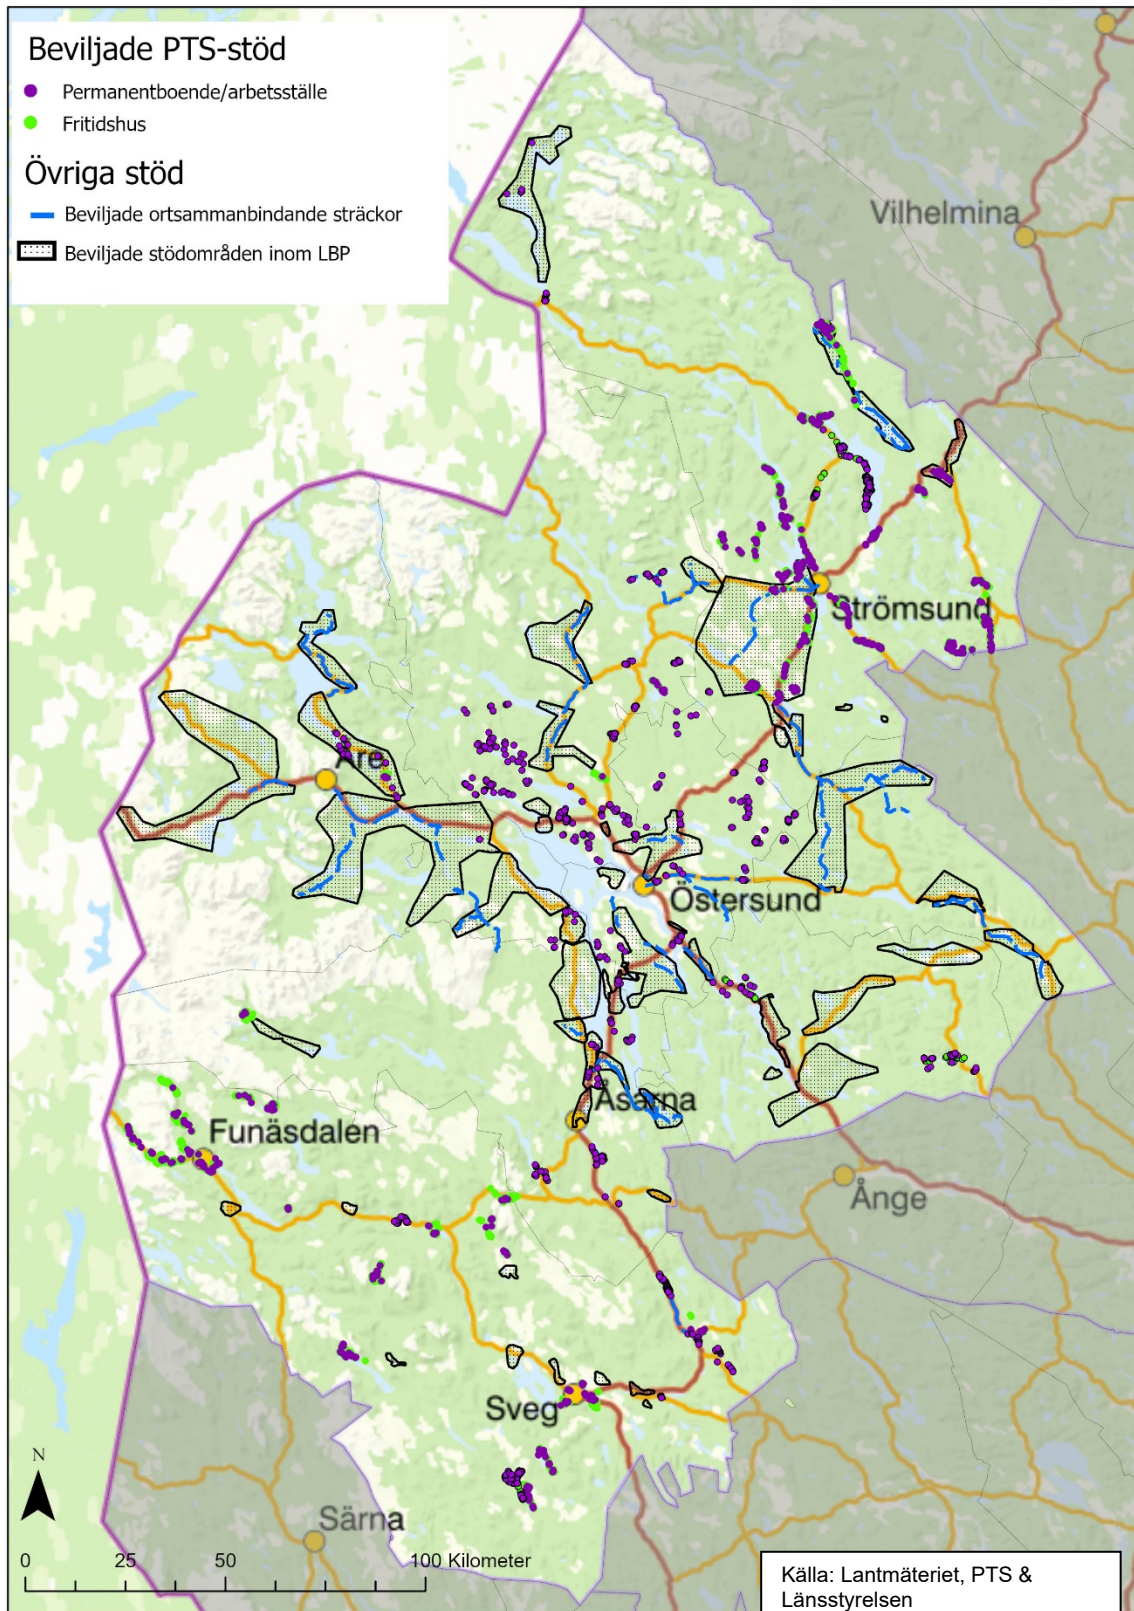 Beviljade PTS-stöd
Permanentboende/arbetsställe
Fritidshus
Övriga stöd
Beviljade ortsammanbindande sträckor
Beviljade stödområden inom LBP
Vilhelmina
Strömsund
Åre
Östersund
Åsarna
Funäsdalen
Ånge
Sveg
N
Särna
0 25 50 100 Kilometer
Källa: Lantmäteriet, PTS &
Länsstyrelsen